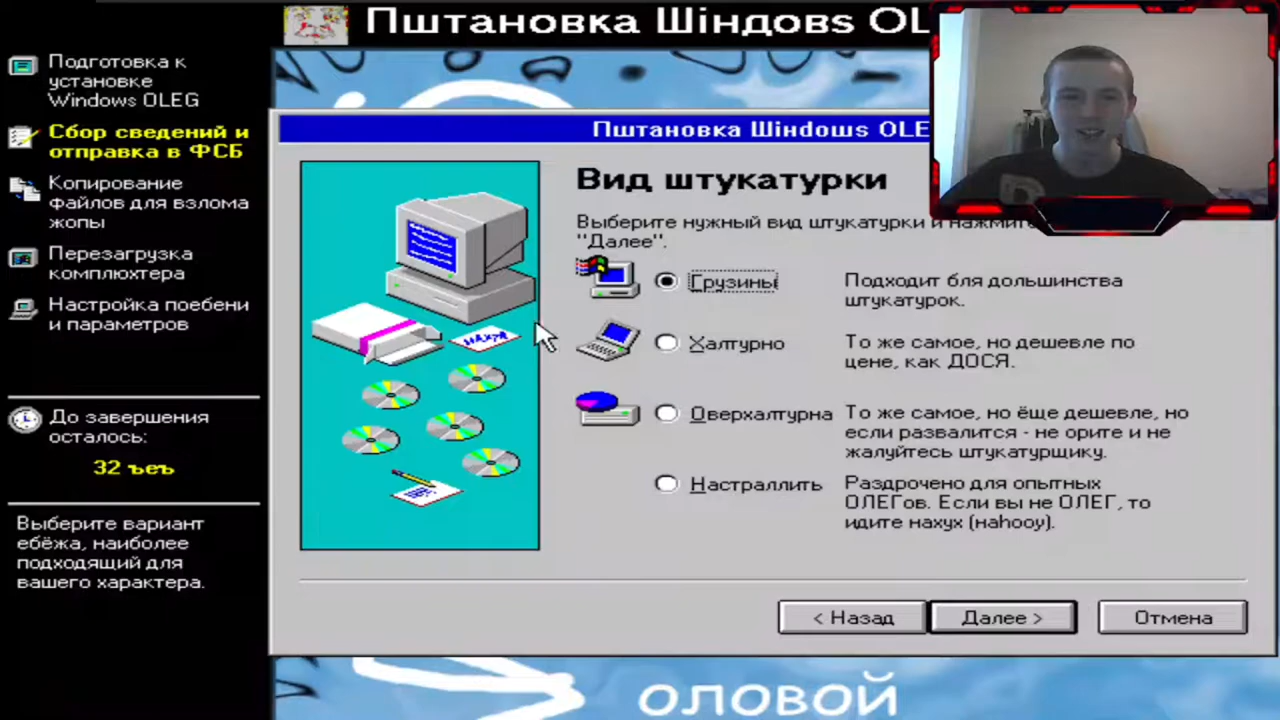 Пштановка Шiндовs OL
Подготовка к
установке
Windows OLEG
Сбор сведений и
отправка в ФСБ
Копирование
файлов для взлома
жопы
Перезагрузка
комплюхтера
Настройка поебени
и параметров
До завершения
осталось:
32 ъеъ
Выберите вариант
ебёжа, наиболее
подходящий для
вашего характера.
Пштановка Шiндошs OLE
Вид штукатурки
Выберите нужный вид штукатурки и нажмит
"Далее".
Грузины
Подходит бля дольшинства
штукатурок.
Халтурно
То же самое, но дешевле по
цене, как ДОСЯ.
Оверхалтурна
То же самое, но ёще дешевле, но
если развалится - не орите и не
жалуйтесь штукатурщику.
Настраллить
Раздрочено для опытных
ОЛЕГов. Если вы не ОЛЕГ, то
идите нахух (нahooy).
НАХУЯ
< Назад
Далее >
Отмена
оловой